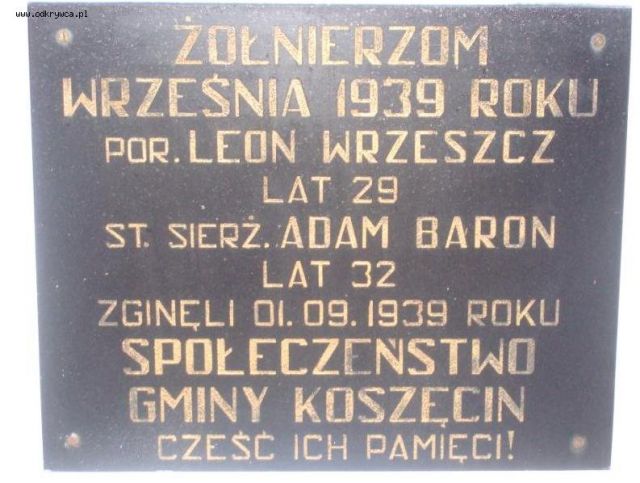 www.odkrywca.pl
ŻOŁNIERZOM
WRZEŚNIA 1939 ROKU
POR. LEON WRZESZCZ
LAT 29
ST. SIERŻ. ADAM BARON
LAT 32
ZGINĘLI 01.09.1939 ROKU
SPOŁECZEŃSTWO
GMINY KOSZĘCIN
CZEŚĆ ICH PAMIĘCI!